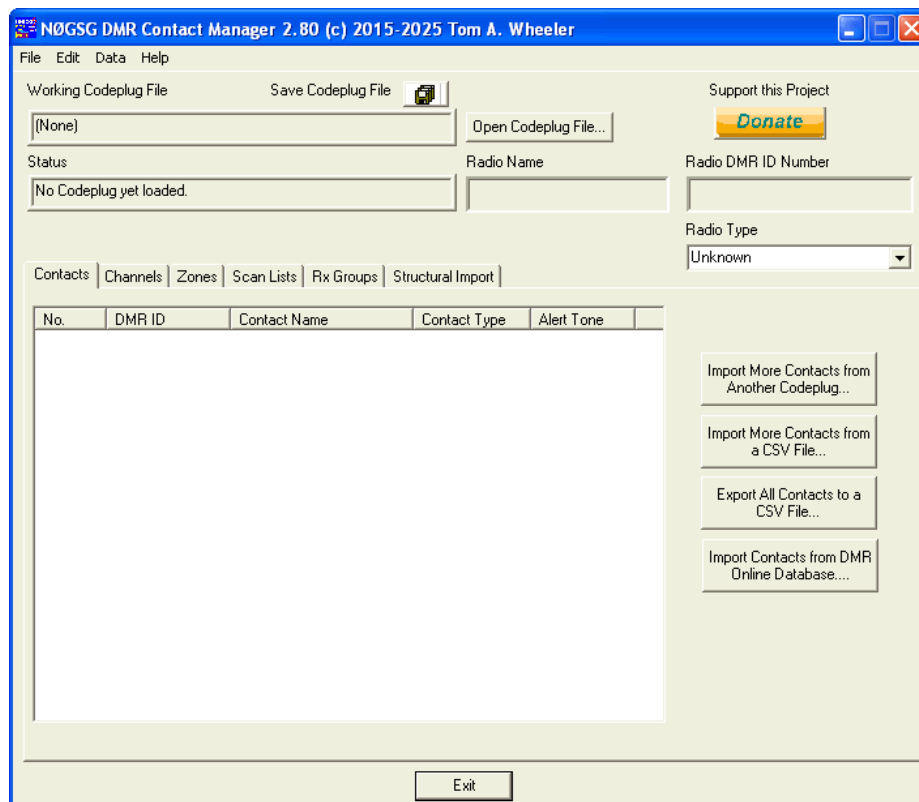 NØGSG DMR Contact Manager 2.80 (c) 2015-2025 Tom A. Wheeler
File Edit Data Help
Working Codeplug File Save Codeplug File Support this Project
(None) Open Codeplug File... Donate
Status Radio Name Radio DMR ID Number
No Codeplug yet loaded.
Radio Type
Unknown
Contacts Channels Zones Scan Lists Rx Groups Structural Import
No. DMR ID Contact Name Contact Type Alert Tone
Import More Contacts from
Another Codeplug...
Import More Contacts from
a CSV File...
Export All Contacts to a
CSV File...
Import Contacts from DMR
Online Database....
Exit